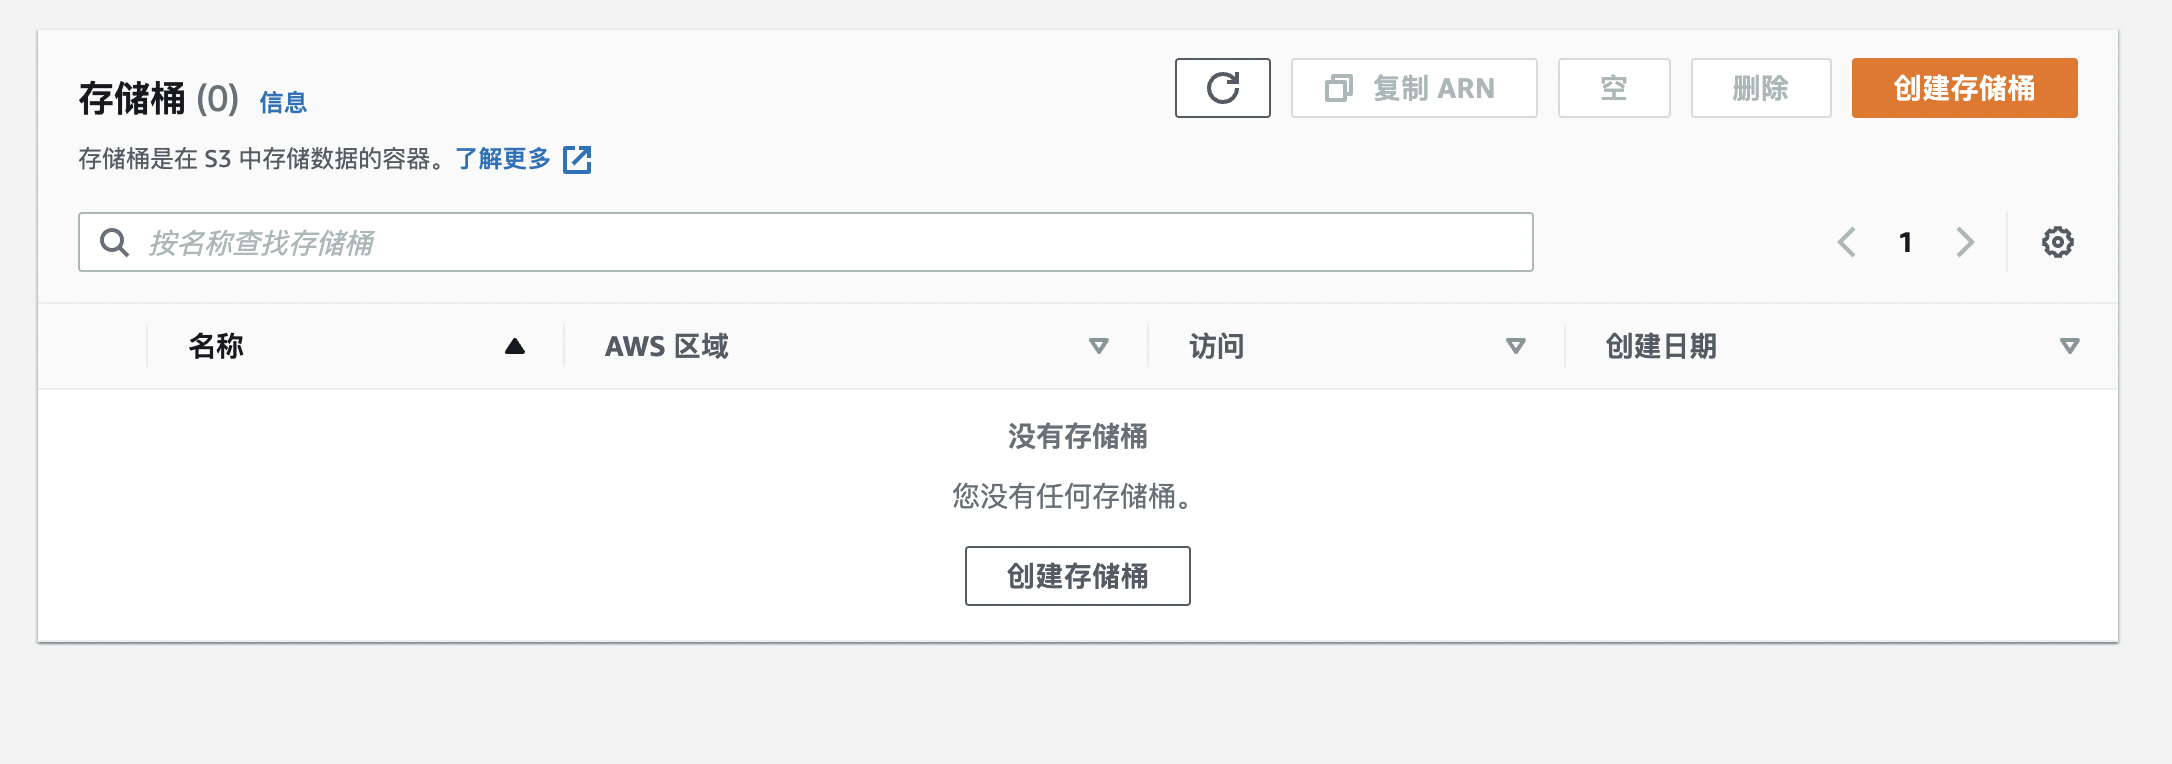 存储桶 (0) 信息
复制 ARN
空
删除
创建存储桶
存储桶是在 S3 中存储数据的容器。了解更多
按名称查找存储桶
1
名称
AWS 区域
访问
创建日期
没有存储桶
您没有任何存储桶。
创建存储桶